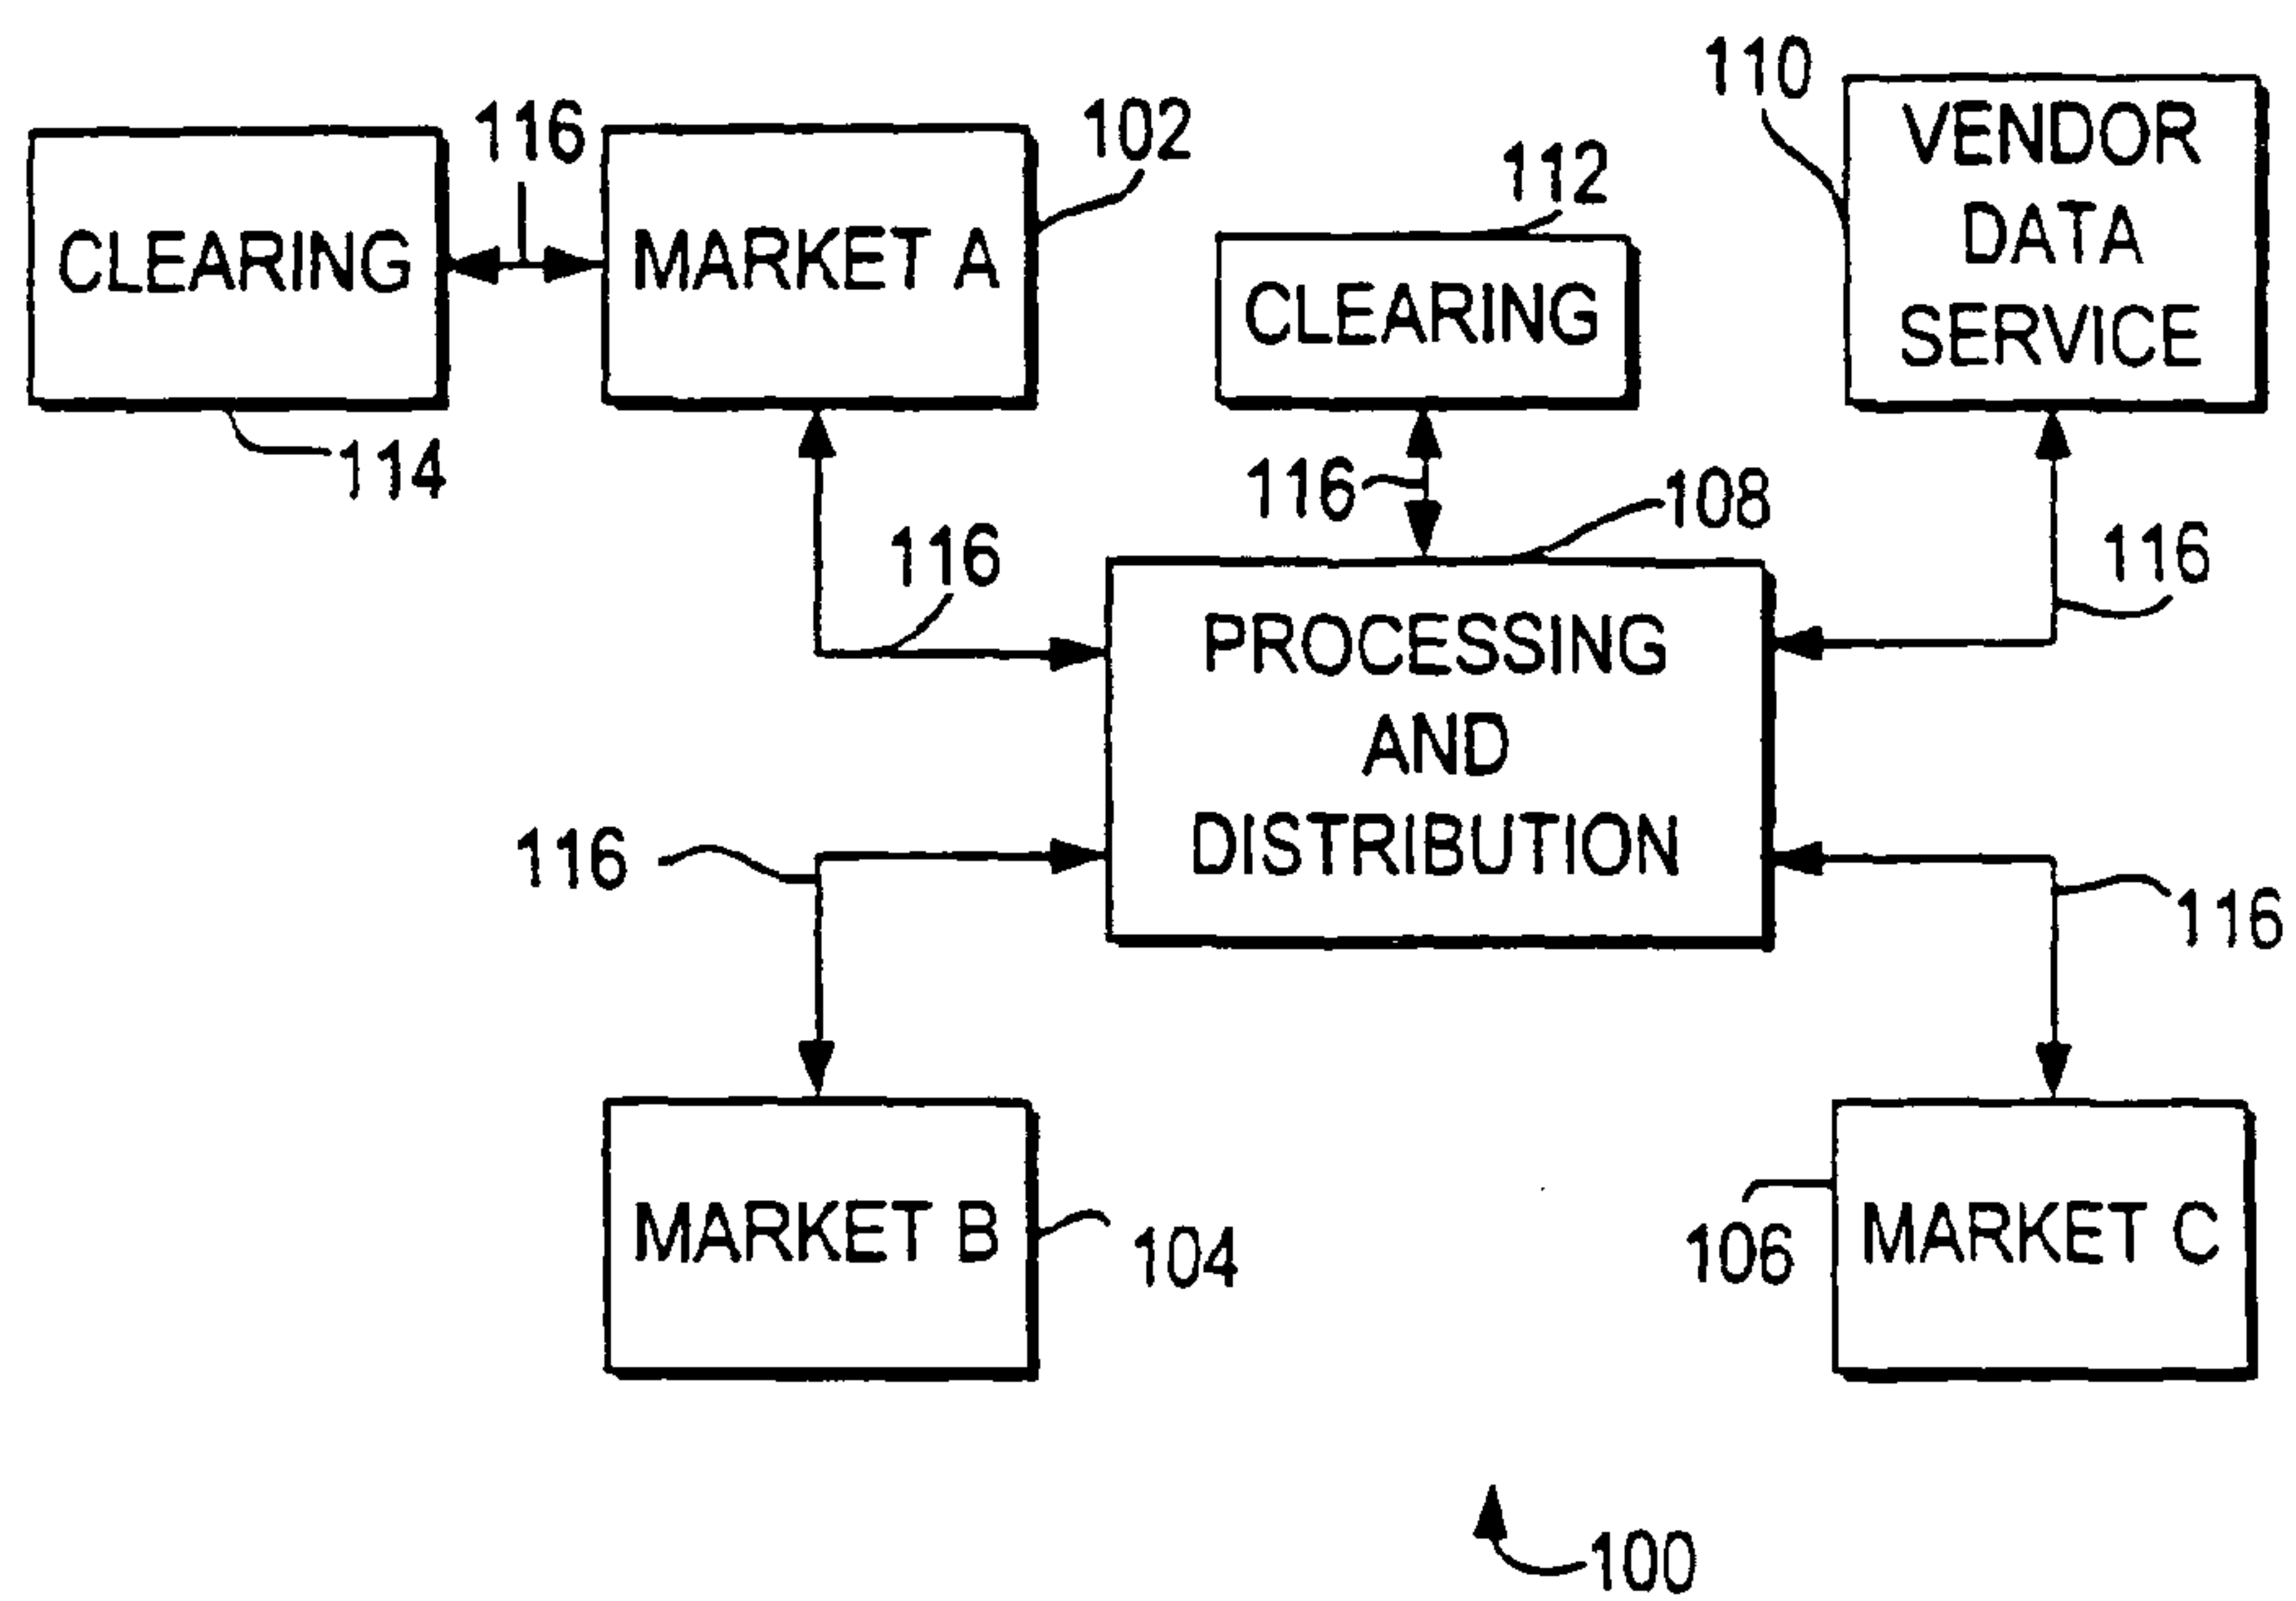 110
116
102
112
VENDOR
DATA
SERVICE
CLEARING
MARKET A
CLEARING
114
116
108
116
116
PROCESSING
AND
DISTRIBUTION
116
116
MARKET B
104
106
MARKET C
100